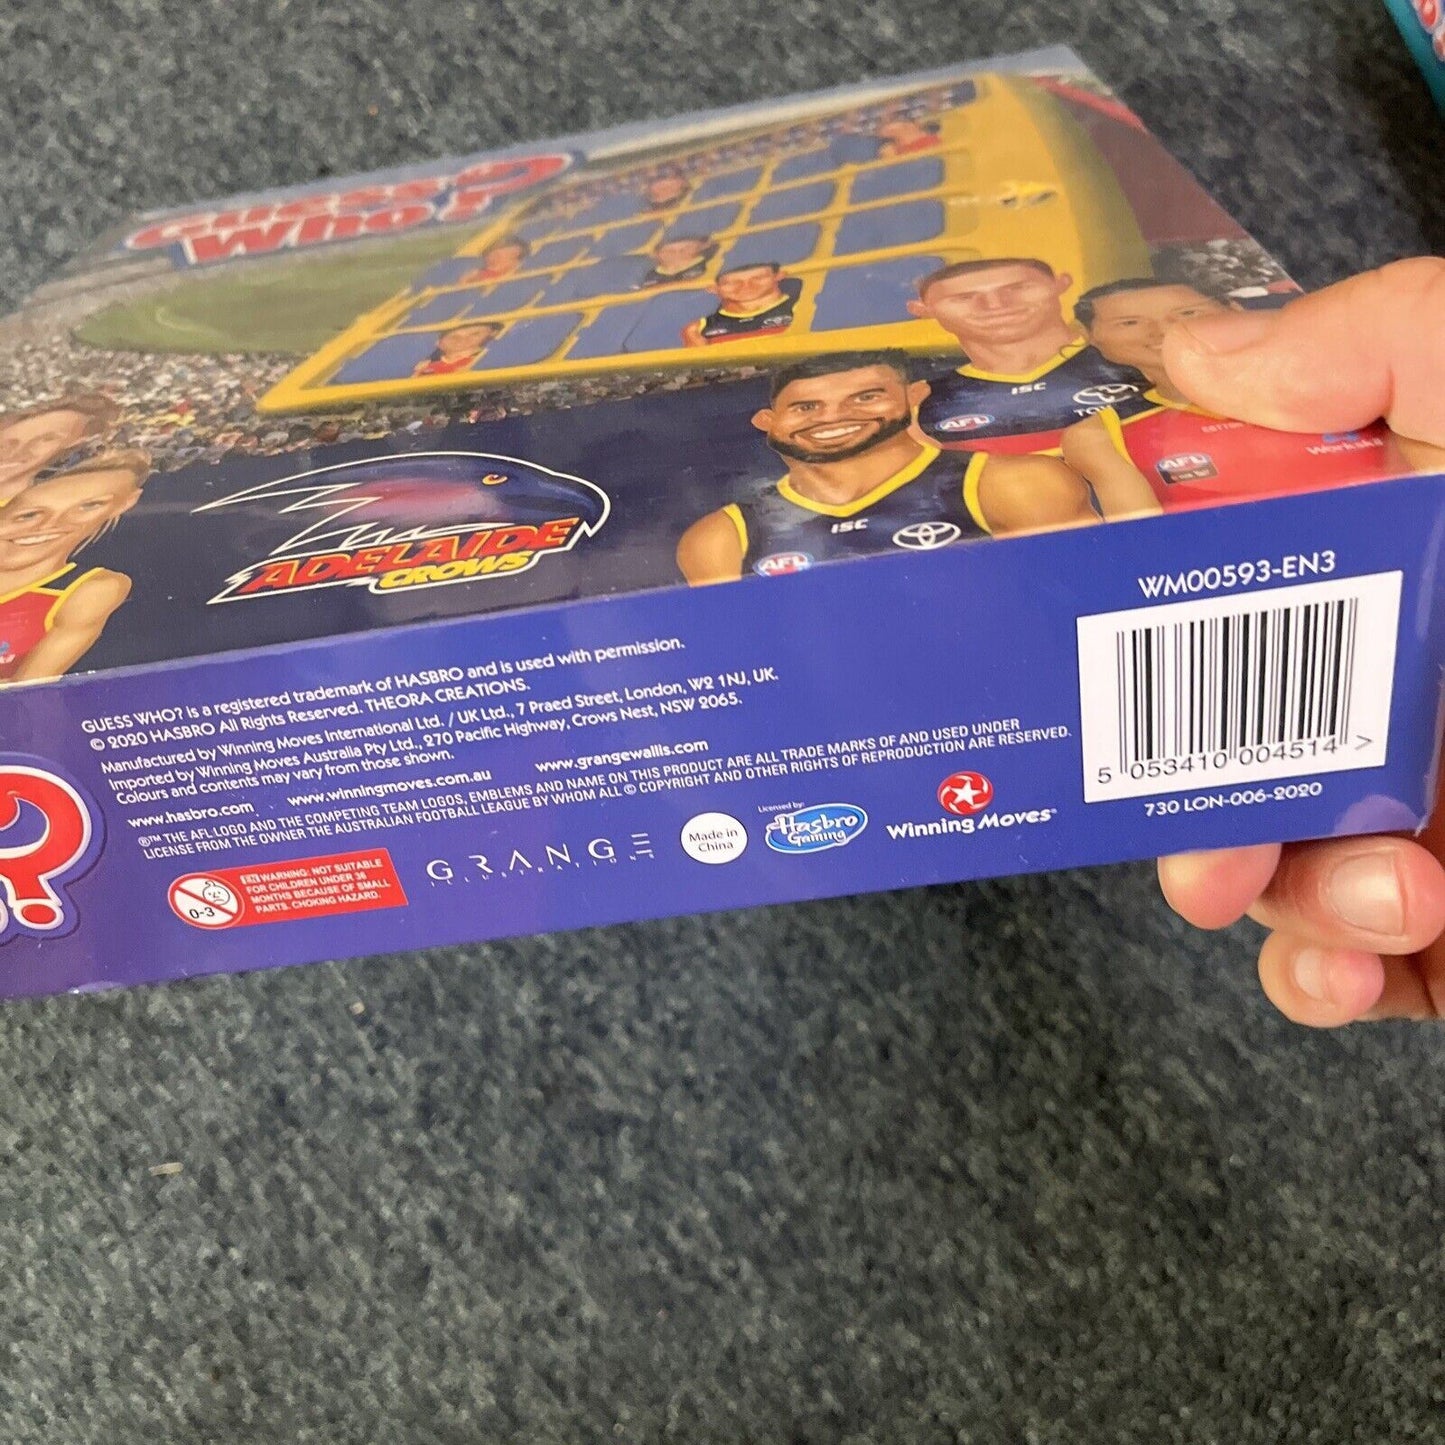 GUESS
WHO?
ISC
AFL
ISC
AFL
AFL
ADELAIDE
CROWS
WM00593-EN3
GUESS WHO? is a registered trademark of HASBRO and is used with permission.
© 2020 HASBRO All Rights Reserved. THEORA CREATIONS.
Manufactured by Winning Moves International Ltd. / UK Ltd., 7 Praed Street, London, W2 1NJ, UK.
Imported by Winning Moves Australia Pty Ltd., 270 Pacific Highway, Crows Nest, NSW 2065.
Colours and contents may vary from those shown.
www.hasbro.com www.winningmoves.com.au www.grangewallis.com
®™ THE AFL LOGO AND THE COMPETING TEAM LOGOS, EMBLEMS AND NAME ON THIS PRODUCT ARE ALL TRADE MARKS OF AND USED UNDER
LICENSE FROM THE OWNER THE AUSTRALIAN FOOTBALL LEAGUE BY WHOM ALL © COPYRIGHT AND OTHER RIGHTS OF REPRODUCTION ARE RESERVED.
0-3
EN WARNING: NOT SUITABLE
FOR CHILDREN UNDER 36
MONTHS BECAUSE OF SMALL
PARTS. CHOKING HAZARD.
GRANGE
ILLUSTRATIONS
Made in
China
Licensed by:
Hasbro
Gaming
Winning Moves
5 053410 004514 >
730 LON-006-2020